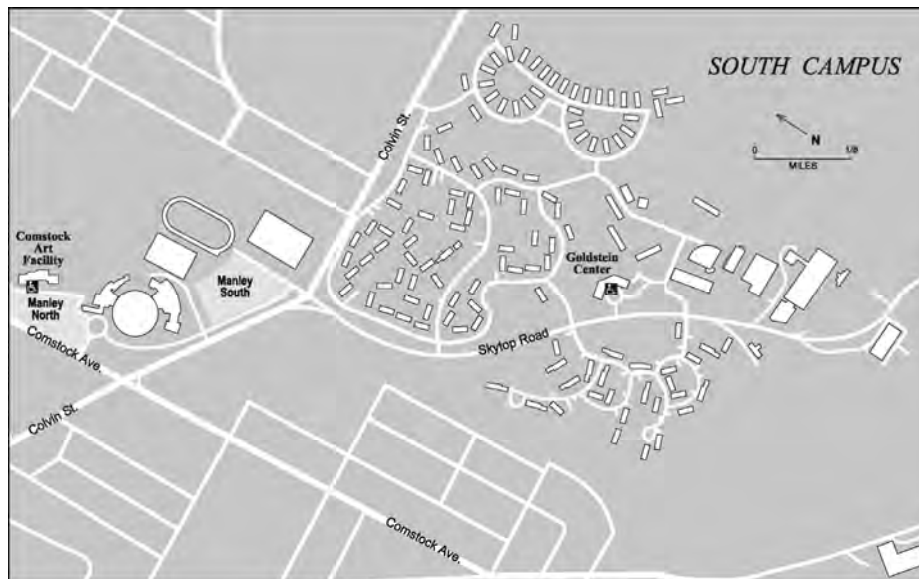 SOUTH CAMPUS
N
0 1/8
MILES
Colvin St.
Comstock
Art
Facility
Manley
North
Manley
South
Goldstein
Center
Skytop Road
Comstock Ave.
Colvin St.
Comstock Ave.